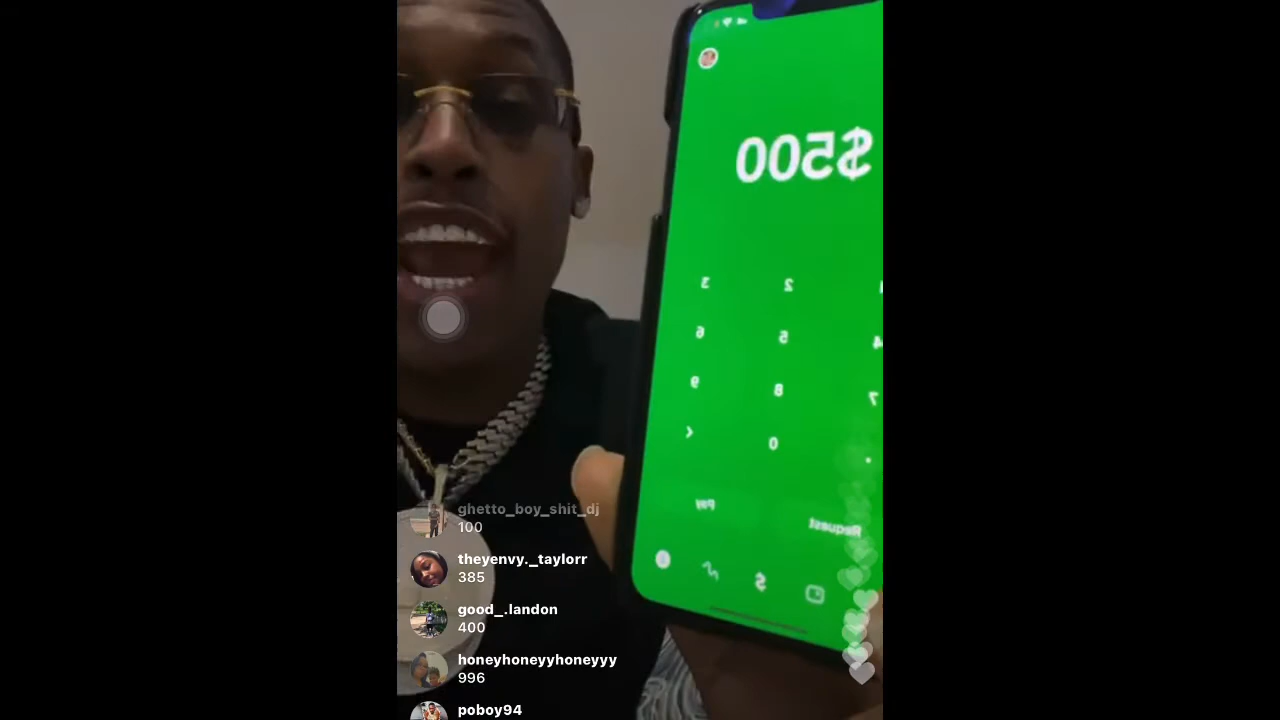 $500
1
2
3
4
5
6
7
8
9
.
0
<
Request
Pay
$
ghetto_boy_shit_dj
100
theyenvy._taylorr
385
good_.landon
400
honeyhoneyyhoneyyy
996
poboy94